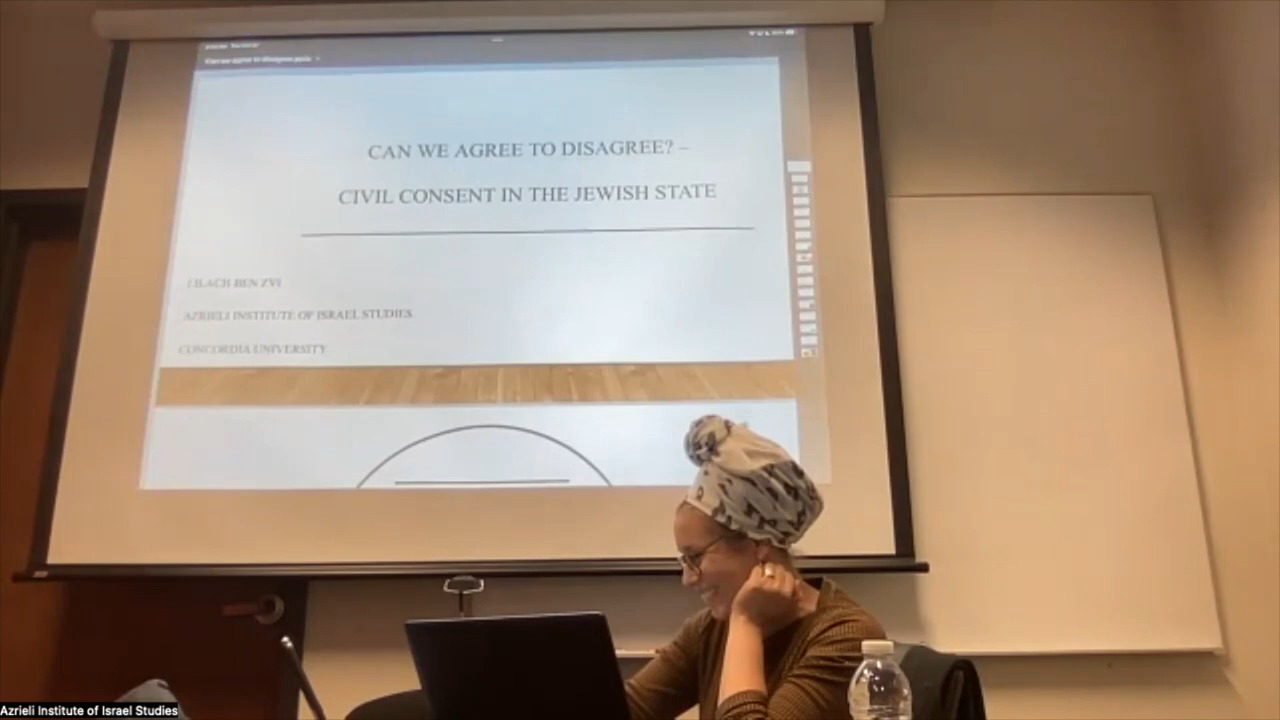 CAN WE AGREE TO DISAGREE? –
CIVIL CONSENT IN THE JEWISH STATE
LILACH BEN ZVI
AZRIELI INSTITUTE OF ISRAEL STUDIES
CONCORDIA UNIVERSITY
Azrieli Institute of Israel Studies